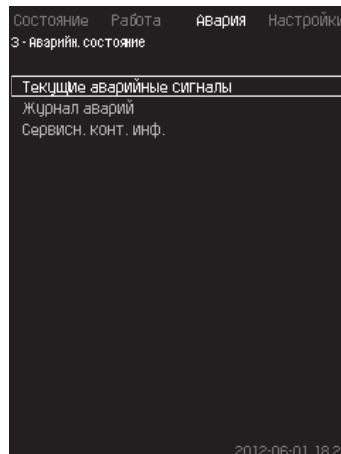 Состояние Работа Авария Настройки
3 - Аварийн. состояние
Текущие аварийные сигналы
Журнал аварий
Сервисн. конт. инф.
2012-06-01 18:2